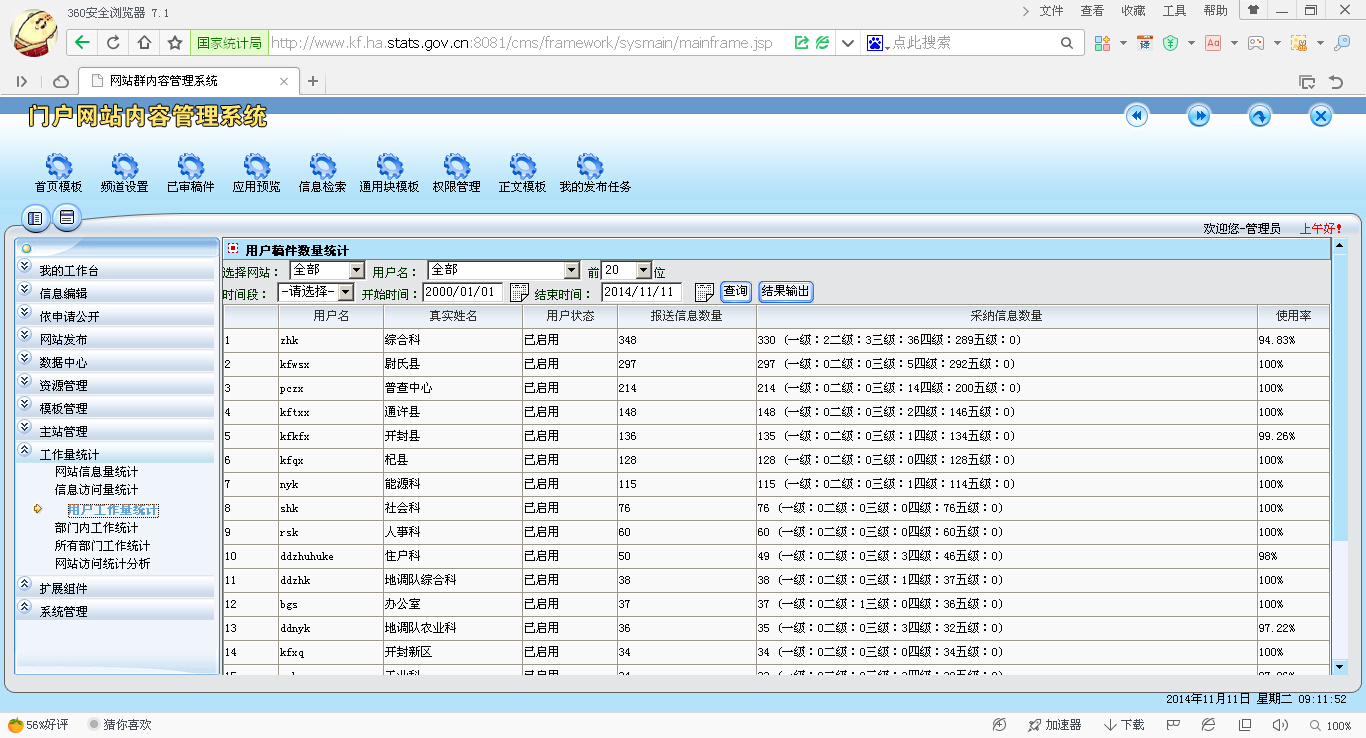 360安全浏览器 7.1
文件 查看 收藏 工具 帮助
国家统计局 http://www.kf.ha.stats.gov.cn:8081/cms/framework/sysmain/mainframe.jsp 点此搜索
网站群内容管理系统
门户网站内容管理系统
首页模板 频道设置 已审稿件 应用预览 信息检索 通用块模板 权限管理 正文模板 我的发布任务
欢迎您-管理员 上午好!
我的工作台
信息编辑
依申请公开
网站发布
数据中心
资源管理
模板管理
主站管理
工作量统计
网站信息量统计
信息访问量统计
用户工作量统计
部门内工作统计
所有部门工作统计
网站访问统计分析
扩展组件
系统管理
用户稿件数量统计
选择网站： 全部 用户名： 全部 前 20 位
时间段： -请选择- 开始时间： 2000/01/01 结束时间： 2014/11/11 查询 结果输出
用户名 真实姓名 用户状态 报送信息数量 采纳信息数量 使用率
1 zhk 综合科 已启用 348 330 (一级：2二级：3三级：36四级：289五级：0) 94.83%
2 kfwsx 尉氏县 已启用 297 297 (一级：0二级：0三级：5四级：292五级：0) 100%
3 pczx 普查中心 已启用 214 214 (一级：0二级：0三级：14四级：200五级：0) 100%
4 kftxx 通许县 已启用 148 148 (一级：0二级：0三级：2四级：146五级：0) 100%
5 kfkfx 开封县 已启用 136 135 (一级：0二级：0三级：1四级：134五级：0) 99.26%
6 kfqx 杞县 已启用 128 128 (一级：0二级：0三级：0四级：128五级：0) 100%
7 nyk 能源科 已启用 115 115 (一级：0二级：0三级：1四级：114五级：0) 100%
8 shk 社会科 已启用 76 76 (一级：0二级：0三级：0四级：76五级：0) 100%
9 rsk 人事科 已启用 60 60 (一级：0二级：0三级：0四级：60五级：0) 100%
10 ddzhuhuke 住户科 已启用 50 49 (一级：0二级：0三级：3四级：46五级：0) 98%
11 ddzhk 地调队综合科 已启用 38 38 (一级：0二级：0三级：1四级：37五级：0) 100%
12 bgs 办公室 已启用 37 37 (一级：0二级：1三级：0四级：36五级：0) 100%
13 ddnyk 地调队农业科 已启用 36 35 (一级：0二级：0三级：3四级：32五级：0) 97.22%
14 kfxq 开封新区 已启用 34 34 (一级：0二级：0三级：0四级：34五级：0) 100%
2014年11月11日 星期二 09:11:52
56%好评 猜你喜欢 加速器 下载 100%